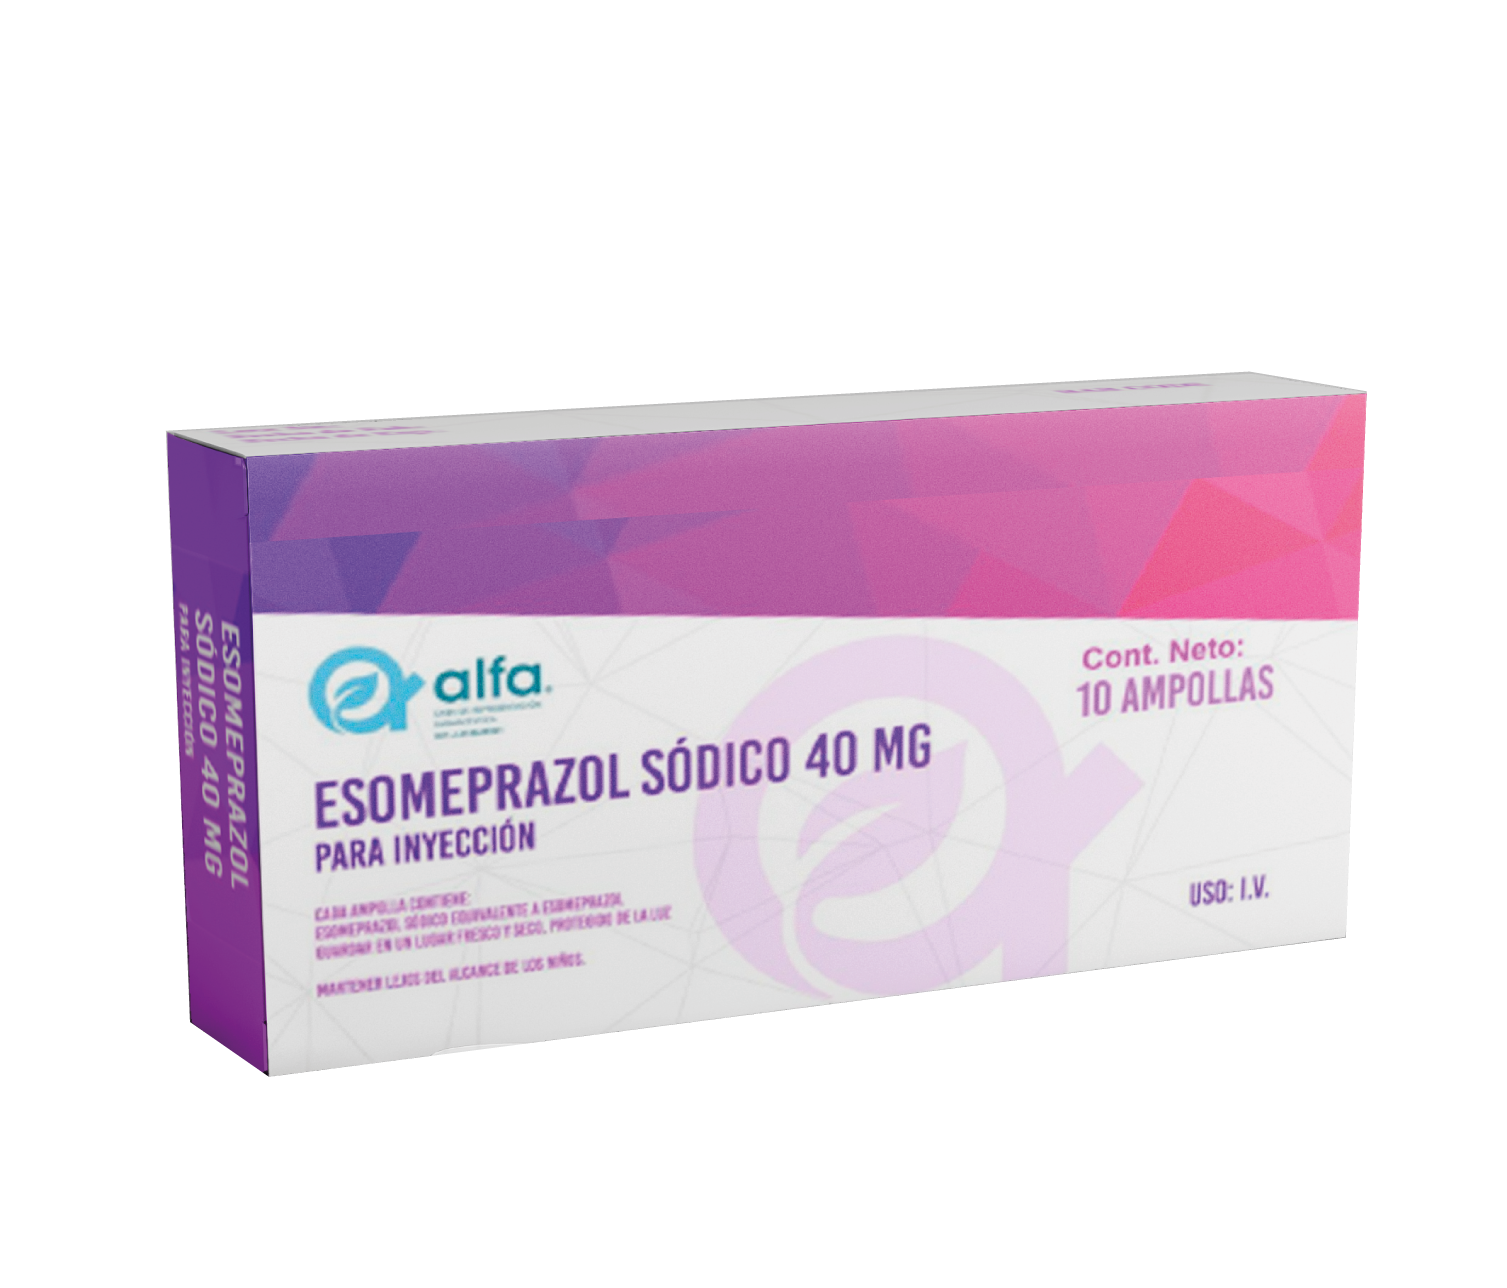 alfa
ESOMEPRAZOL SÓDICO 40 MG
PARA INYECCIÓN
CADA AMPOLLA CONTIENE:
ESOMEPRAZOL SÓDICO EQUIVALENTE A ESOMEPRAZOL
GUARDAR EN UN LUGAR FRESCO Y SECO, PROTEGIDO DE LA LUZ
MANTENER LEJOS DEL ALCANCE DE LOS NIÑOS.
Cont. Neto:
10 AMPOLLAS
USO: I.V.
ESOMEPRAZOL
SÓDICO 40 MG
PARA INYECCIÓN